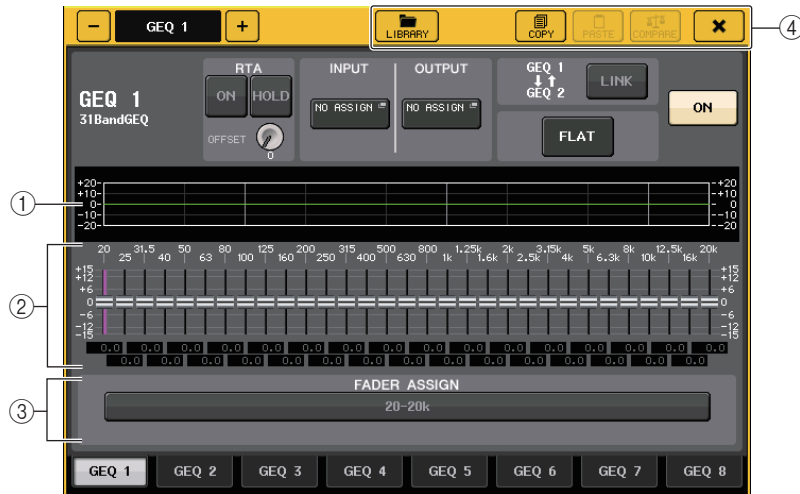 − GEQ 1 +
LIBRARY COPY PASTE COMPARE ×
④
GEQ 1
31BandGEQ
RTA
ON HOLD
OFFSET
0
INPUT
NO ASSIGN
OUTPUT
NO ASSIGN
GEQ 1
↓↑
GEQ 2
LINK
FLAT
ON
①
+20 +20
+10 +10
0 0
-10 -10
-20 -20
②
20 31.5 50 80 125 200 315 500 800 1.25k 2k 3.15k 5k 8k 12.5k 20k
25 40 63 100 160 250 400 630 1k 1.6k 2.5k 4k 6.3k 10k 16k
+15 +15
+12 +12
+6 +6
0 0
-6 -6
-12 -12
-15 -15
0.0 0.0 0.0 0.0 0.0 0.0 0.0 0.0 0.0 0.0 0.0 0.0 0.0 0.0 0.0 0.0
0.0 0.0 0.0 0.0 0.0 0.0 0.0 0.0 0.0 0.0 0.0 0.0 0.0 0.0 0.0
③
FADER ASSIGN
20-20k
GEQ 1 GEQ 2 GEQ 3 GEQ 4 GEQ 5 GEQ 6 GEQ 7 GEQ 8